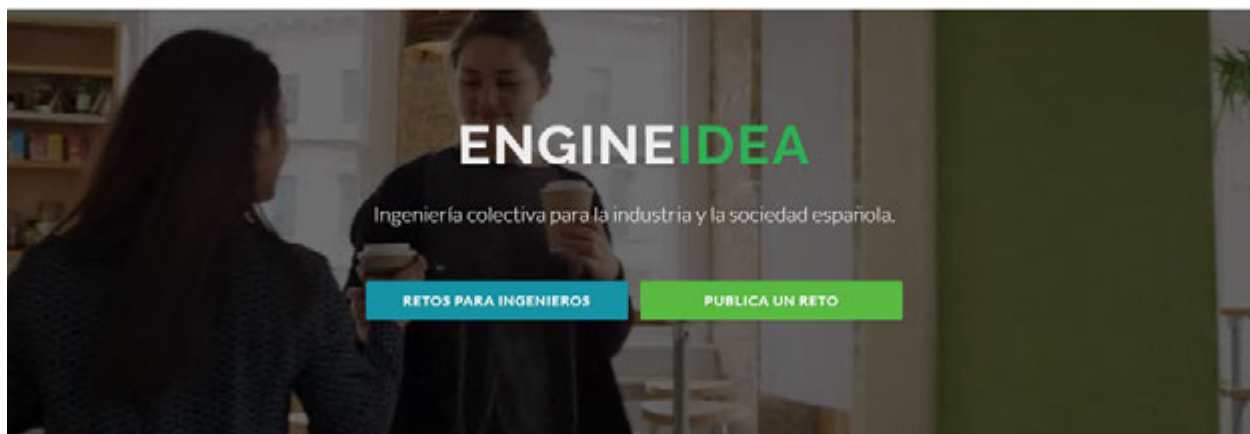 ENGINEIDEA
Ingeniería colectiva para la industria y la sociedad española.
RETOS PARA INGENIEROS
PUBLICA UN RETO